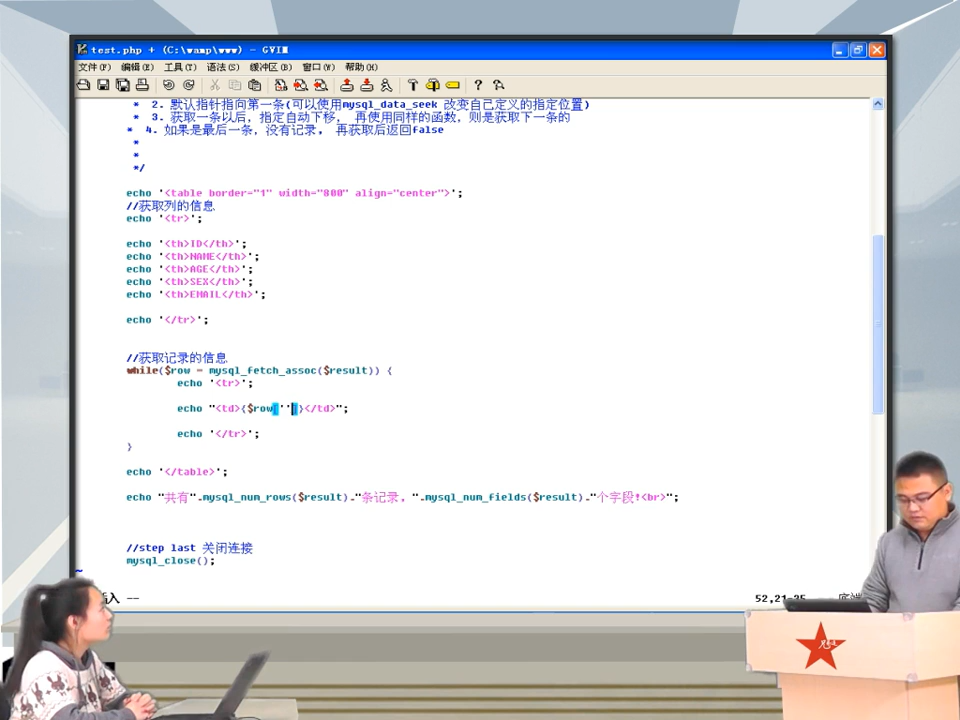 test.php + (C:\wamp\www) - GVIM
文件(F) 编辑(E) 工具(T) 语法(S) 缓冲区(B) 窗口(W) 帮助(H)
* 2. 默认指针指向第一条(可以使用mysql_data_seek 改变自己定义的指定位置)
* 3. 获取一条以后, 指定自动下移, 再使用同样的函数, 则是获取下一条的
* 4. 如果是最后一条, 没有记录, 再获取后返回false
*
*
*/
echo '<table border="1" width="800" align="center">';
//获取列的信息
echo '<tr>';
echo '<th>ID</th>';
echo '<th>NAME</th>';
echo '<th>AGE</th>';
echo '<th>SEX</th>';
echo '<th>EMAIL</th>';
echo '</tr>';
//获取记录的信息
while($row = mysql_fetch_assoc($result)) {
echo '<tr>';
echo "<td>{$row['']}</td>";
echo '</tr>';
}
echo '</table>';
echo "共有".mysql_num_rows($result)."条记录, ".mysql_num_fields($result)."个字段!<br>";
//step last 关闭连接
mysql_close();
~
插入 --
52,21-25 底端